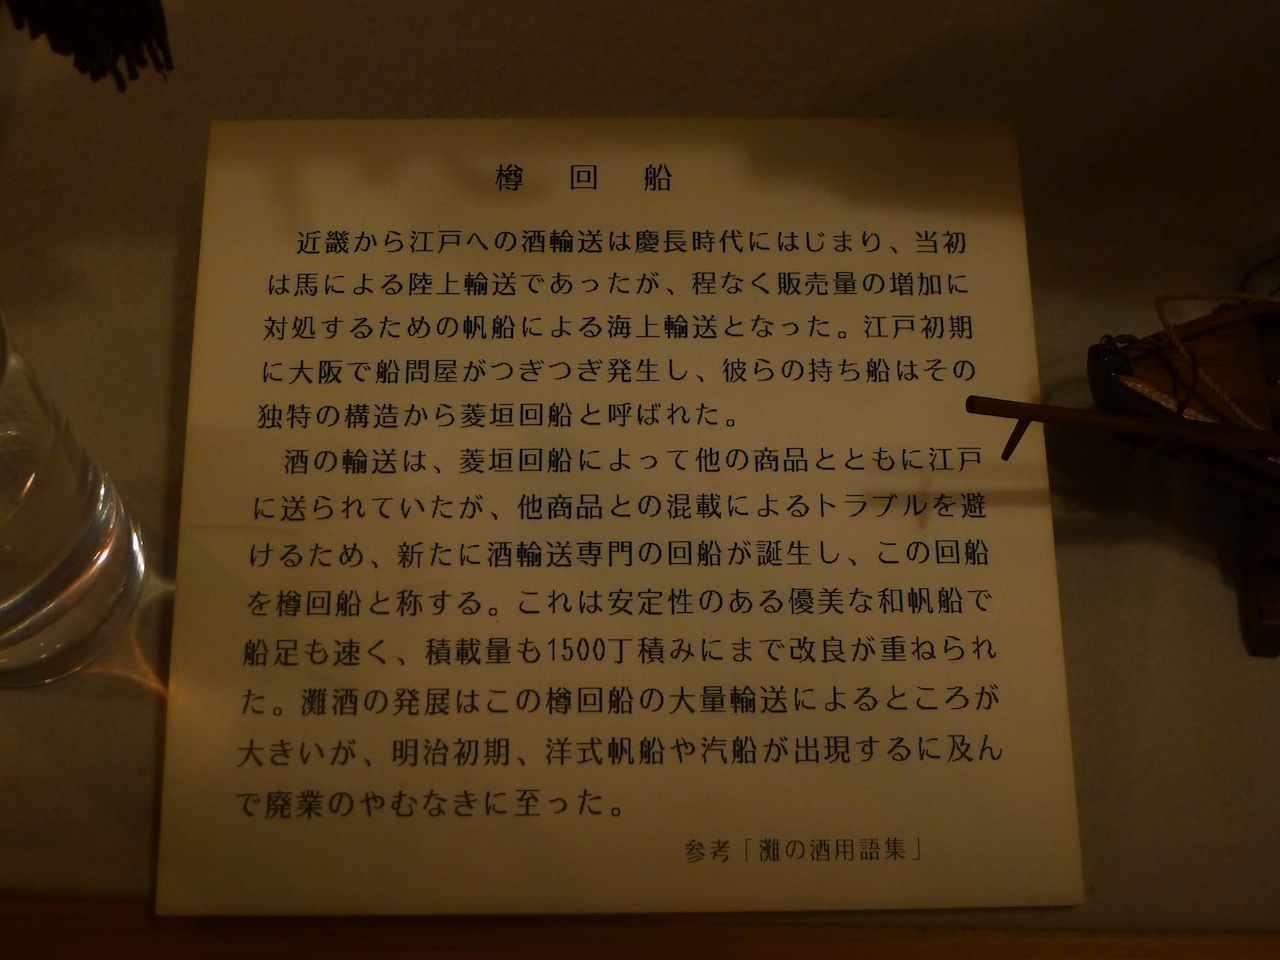 樽回船
近畿から江戸への酒輸送は慶長時代にはじまり、当初
は馬による陸上輸送であったが、程なく販売量の増加に
対処するための帆船による海上輸送となった。江戸初期
に大阪で船問屋がつぎつぎ発生し、彼らの持ち船はその
独特の構造から菱垣回船と呼ばれた。
酒の輸送は、菱垣回船によって他の商品とともに江戸
に送られていたが、他商品との混載によるトラブルを避
けるため、新たに酒輸送専門の回船が誕生し、この回船
を樽回船と称する。これは安定性のある優美な和帆船で
船足も速く、積載量も1500丁積みにまで改良が重ねられ
た。灘酒の発展はこの樽回船の大量輸送によるところが
大きいが、明治初期、洋式帆船や汽船が出現するに及ん
で廃業のやむなきに至った。
参考「灘の酒用語集」